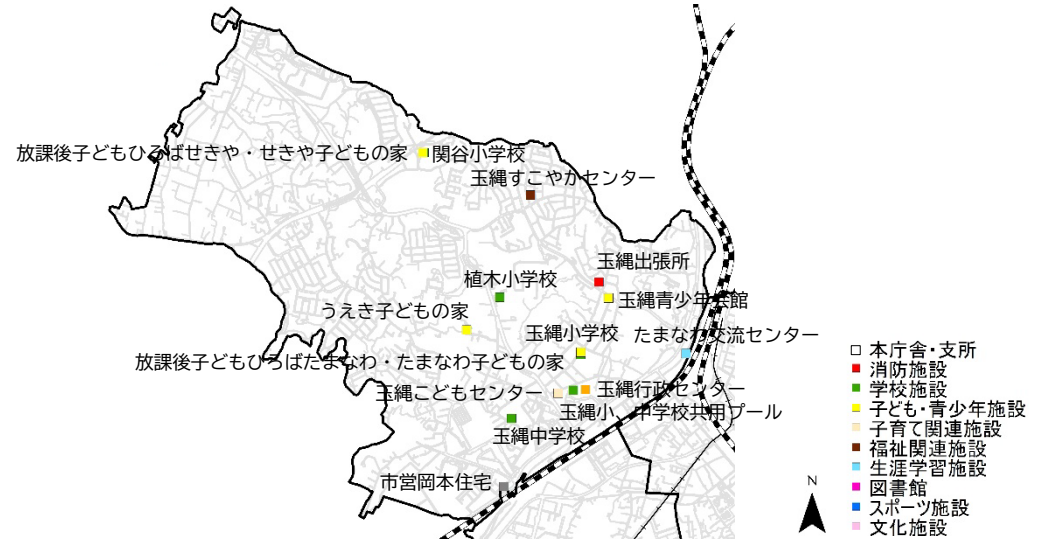 放課後子どもひろばせきや・せきや子どもの家
関谷小学校
玉縄すこやかセンター
玉縄出張所
植木小学校
玉縄青少年会館
うえき子どもの家
玉縄小学校
たまなわ交流センター
放課後子どもひろばたまなわ・たまなわ子どもの家
玉縄こどもセンター
玉縄行政センター
玉縄小、中学校共用プール
玉縄中学校
市営岡本住宅
N
本庁舎・支所
消防施設
学校施設
子ども・青少年施設
子育て関連施設
福祉関連施設
生涯学習施設
図書館
スポーツ施設
文化施設